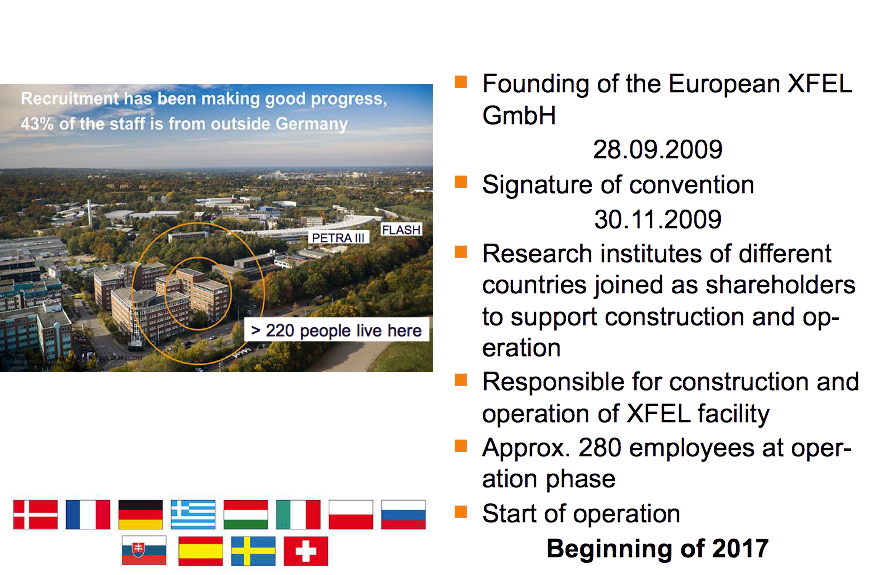 Recruitment has been making good progress,
43% of the staff is from outside Germany
FLASH
PETRA III
> 220 people live here
Founding of the European XFEL
GmbH
28.09.2009
Signature of convention
30.11.2009
Research institutes of different
countries joined as shareholders
to support construction and op-
eration
Responsible for construction and
operation of XFEL facility
Approx. 280 employees at oper-
ation phase
Start of operation
Beginning of 2017